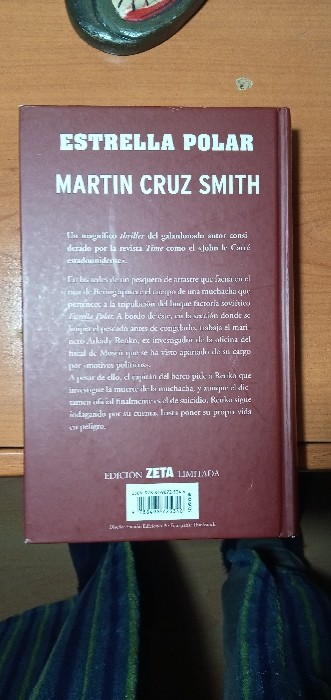 ESTRELLA POLAR
MARTIN CRUZ SMITH
Un magnífico thriller del galardonado autor consi-
derado por la revista Time como el «John le Carré
estadounidense».
En las redes de un pesquero de arrastre que faena en el
mar de Bering aparece el cuerpo de una muchacha que
pertenece a la tripulación del buque factoría soviético
Estrella Polar. A bordo de éste, en la sección donde se
limpia el pescado antes de congelarlo, trabaja el mari-
nero Arkady Renko, ex investigador de la oficina del
fiscal de Moscú que se ha visto apartado de su cargo
por «motivos políticos».
A pesar de ello, el capitán del barco pide a Renko que
investigue la muerte de la muchacha, y aunque el dic-
tamen oficial finalmente es el de suicidio, Renko sigue
indagando por su cuenta hasta poner su propia vida
en peligro.
EDICIÓN ZETA LIMITADA